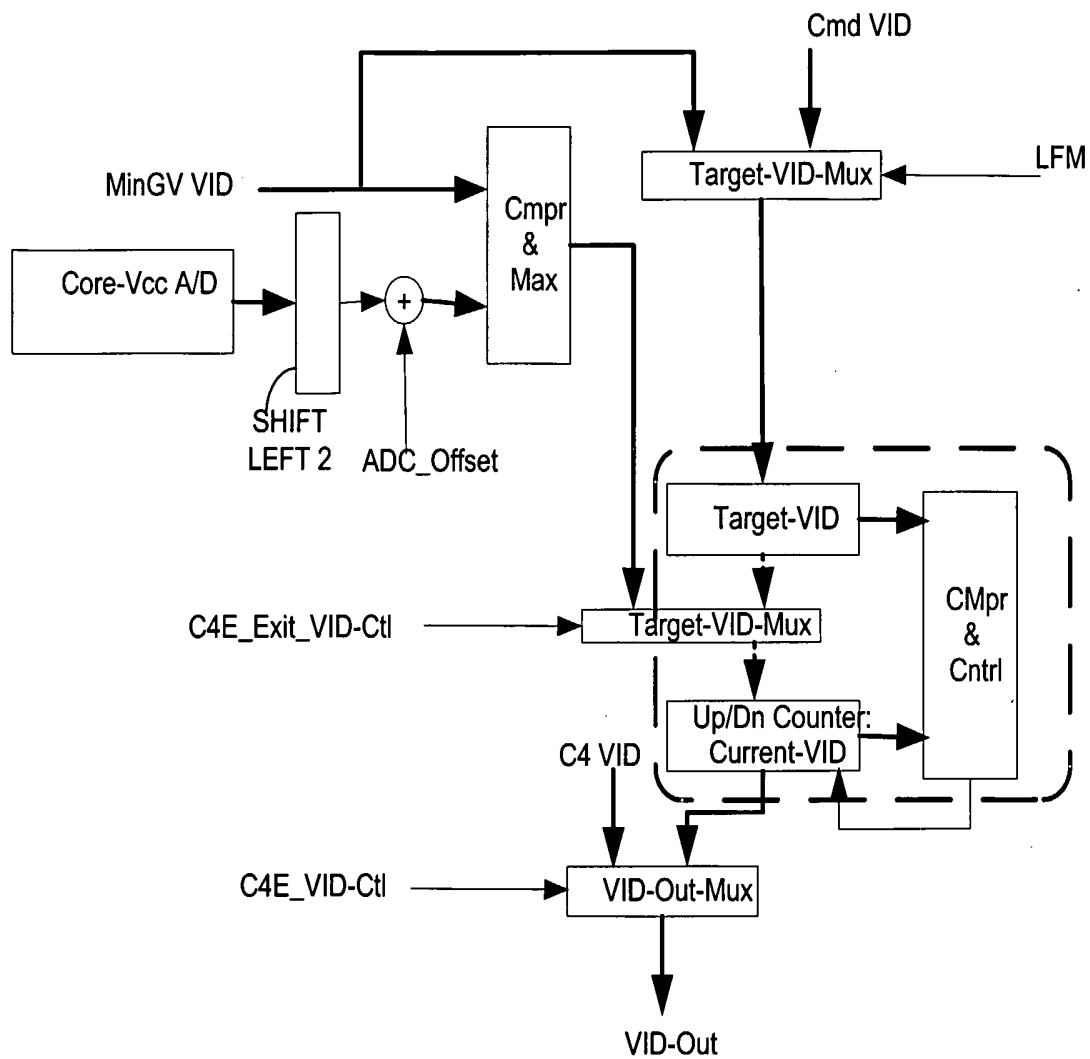 Cmd VID
MinGV VID
Cmpr
&
Max
Target-VID-Mux
LFM
Core-Vcc A/D
+
SHIFT
LEFT 2
ADC_Offset
Target-VID
CMpr
&
Cntrl
C4E_Exit_VID-Ctl
Target-VID-Mux
Up/Dn Counter:
Current-VID
C4 VID
C4E_VID-Ctl
VID-Out-Mux
VID-Out